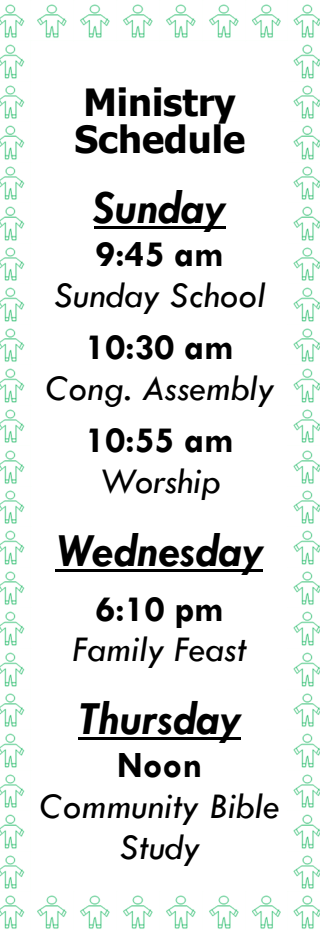 Ministry
Schedule
Sunday
9:45 am
Sunday School
10:30 am
Cong. Assembly
10:55 am
Worship
Wednesday
6:10 pm
Family Feast
Thursday
Noon
Community Bible
Study